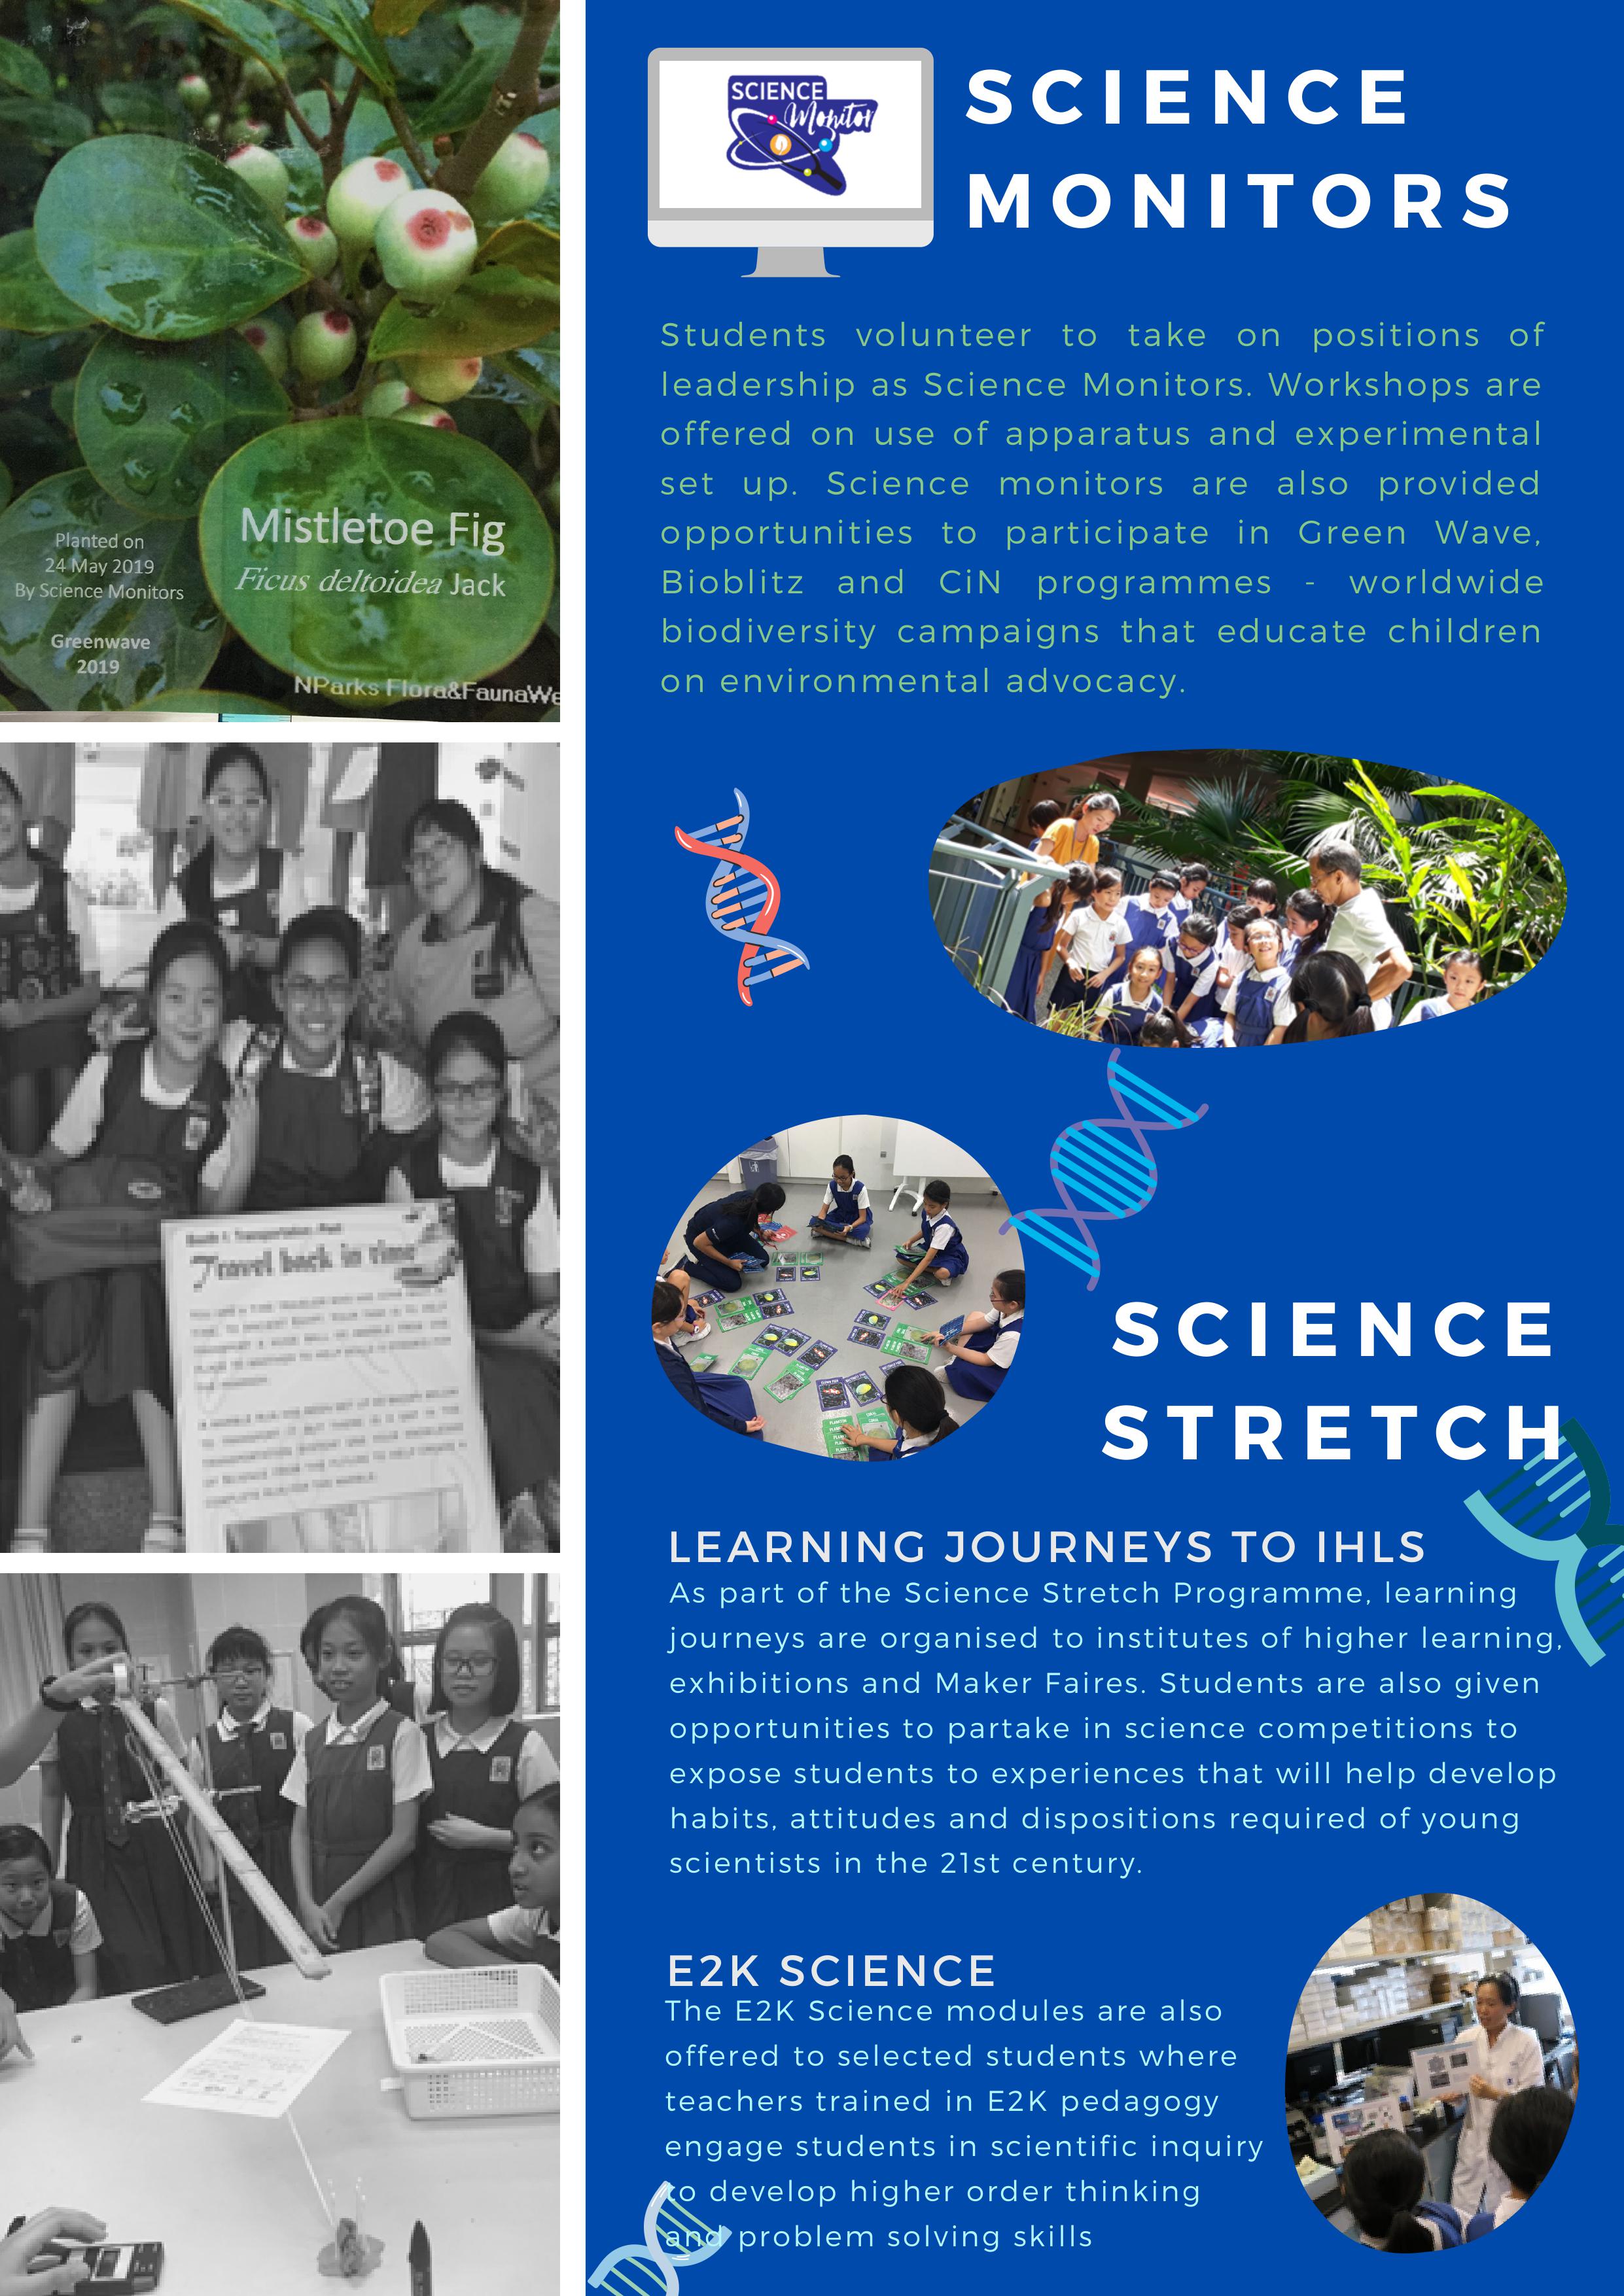 SCIENCE
Monitor
SCIENCE
MONITORS
Students volunteer to take on positions of
leadership as Science Monitors. Workshops are
offered on use of apparatus and experimental
set up. Science monitors are also provided
opportunities to participate in Green Wave,
Bioblitz and CiN programmes - worldwide
biodiversity campaigns that educate children
on environmental advocacy.
Mistletoe Fig
Ficus deltoidea Jack
Planted on
24 May 2019
By Science Monitors
Greenwave
2019
NParks Flora&FaunaWe
Travel back in time
SCIENCE
STRETCH
LEARNING JOURNEYS TO IHLS
As part of the Science Stretch Programme, learning
journeys are organised to institutes of higher learning,
exhibitions and Maker Faires. Students are also given
opportunities to partake in science competitions to
expose students to experiences that will help develop
habits, attitudes and dispositions required of young
scientists in the 21st century.
E2K SCIENCE
The E2K Science modules are also
offered to selected students where
teachers trained in E2K pedagogy
engage students in scientific inquiry
to develop higher order thinking
and problem solving skills